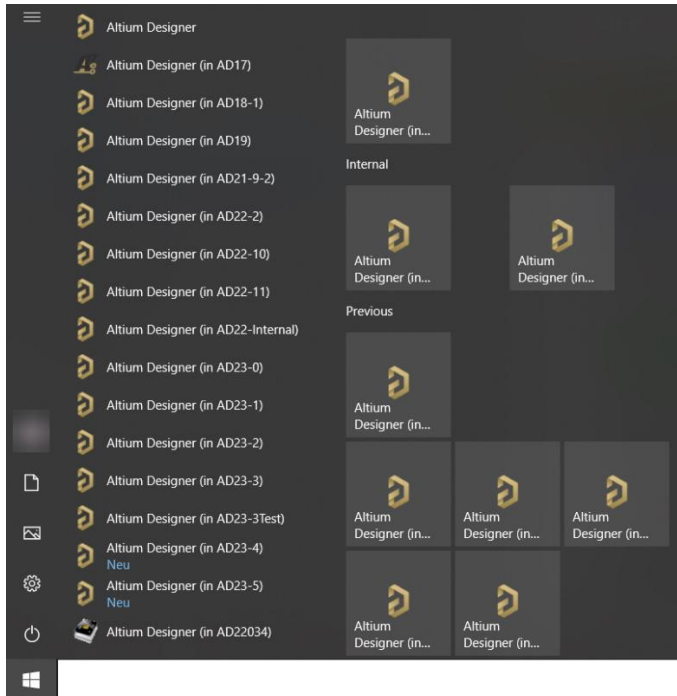 Altium Designer
Altium Designer (in AD17)
Altium Designer (in AD18-1)
Altium Designer (in AD19)
Altium Designer (in AD21-9-2)
Altium Designer (in AD22-2)
Altium Designer (in AD22-10)
Altium Designer (in AD22-11)
Altium Designer (in AD22-Internal)
Altium Designer (in AD23-0)
Altium Designer (in AD23-1)
Altium Designer (in AD23-2)
Altium Designer (in AD23-3)
Altium Designer (in AD23-3Test)
Altium Designer (in AD23-4)
Neu
Altium Designer (in AD23-5)
Neu
Altium Designer (in AD22034)
Altium
Designer (in...
Internal
Altium
Designer (in...
Altium
Designer (in...
Previous
Altium
Designer (in...
Altium
Designer (in...
Altium
Designer (in...
Altium
Designer (in...
Altium
Designer (in...
Altium
Designer (in...